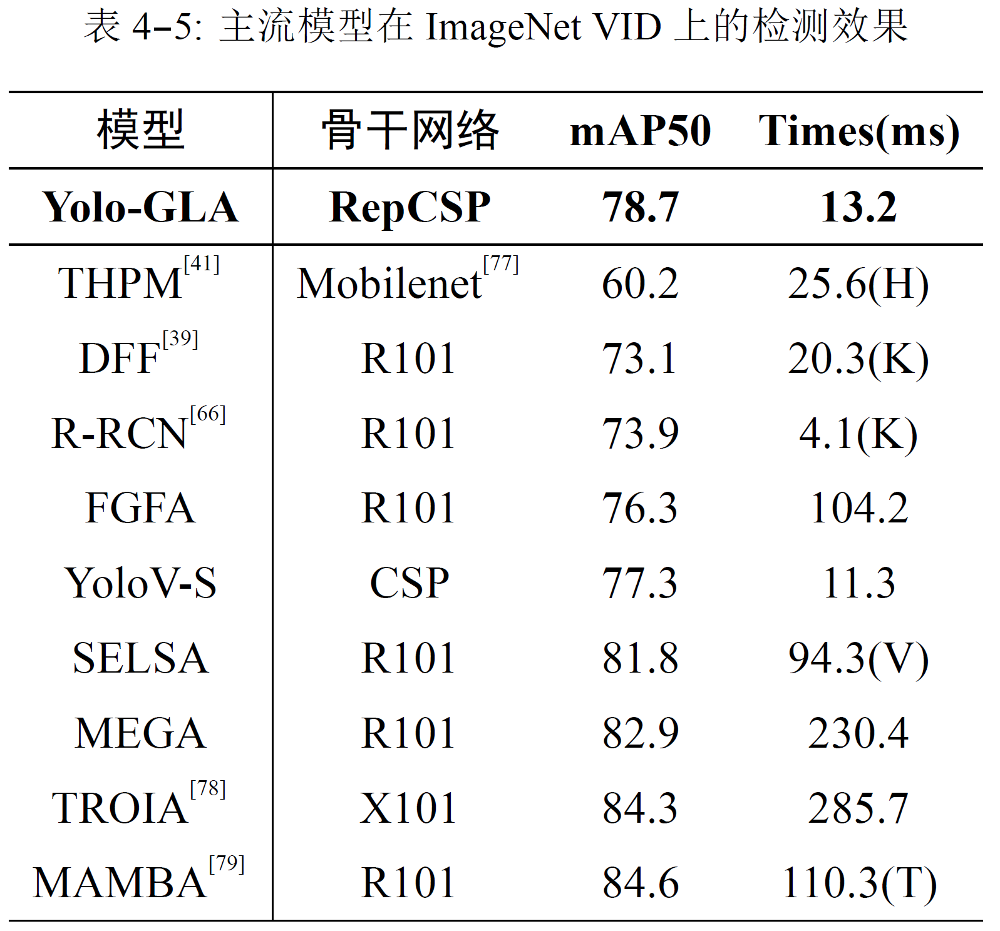 表 4–5: 主流模型在 ImageNet VID 上的检测效果
模型 骨干网络 mAP50 Times(ms)
Yolo-GLA RepCSP 78.7 13.2
THPM[41] Mobilenet[77] 60.2 25.6(H)
DFF[39] R101 73.1 20.3(K)
R-RCN[66] R101 73.9 4.1(K)
FGFA R101 76.3 104.2
YoloV-S CSP 77.3 11.3
SELSA R101 81.8 94.3(V)
MEGA R101 82.9 230.4
TROIA[78] X101 84.3 285.7
MAMBA[79] R101 84.6 110.3(T)